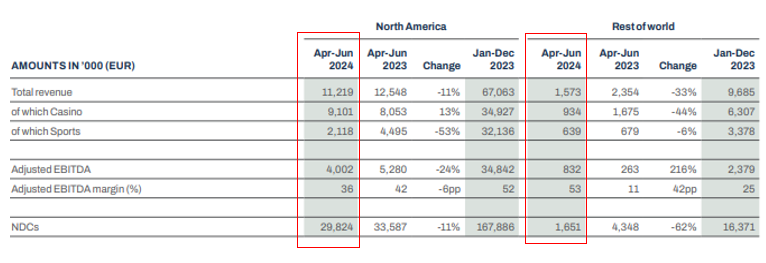 North America Rest of world
Apr-Jun Apr-Jun Jan-Dec Apr-Jun Apr-Jun Jan-Dec
AMOUNTS IN '000 (EUR) 2024 2023 Change 2023 2024 2023 Change 2023
Total revenue 11,219 12,548 -11% 67,063 1,573 2,354 -33% 9,685
of which Casino 9,101 8,053 13% 34,927 934 1,675 -44% 6,307
of which Sports 2,118 4,495 -53% 32,136 639 679 -6% 3,378
Adjusted EBITDA 4,002 5,280 -24% 34,842 832 263 216% 2,379
Adjusted EBITDA margin (%) 36 42 -6pp 52 53 11 42pp 25
NDCs 29,824 33,587 -11% 167,886 1,651 4,348 -62% 16,371